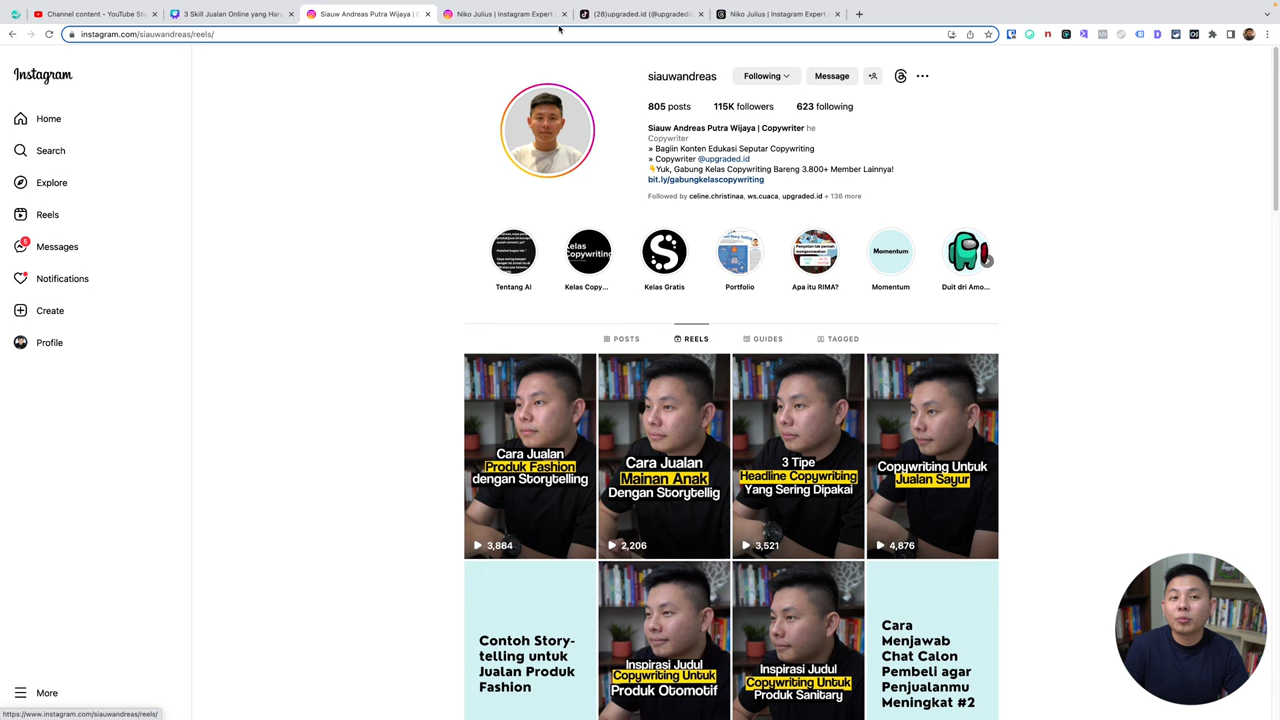 Channel content - YouTube St
3 Skill Jualan Online yang Haru
Siauw Andreas Putra Wijaya | C
Niko Julius | Instagram Expert
(28)upgraded.id (@upgradedi
Niko Julius | Instagram Expert
instagram.com/siauwandreas/reels/
Instagram
Home
Search
Explore
Reels
Messages
Notifications
Create
Profile
More
siauwandreas
Following
Message
805 posts
115K followers
623 following
Siauw Andreas Putra Wijaya | Copywriter he
Copywriter
» Bagiin Konten Edukasi Seputar Copywriting
» Copywriter @upgraded.id
👇Yuk, Gabung Kelas Copywriting Bareng 3.800+ Member Lainnya!
bit.ly/gabungkelascopywriting
Followed by celine.christinaa, ws.cuaca, upgraded.id + 136 more
Kelas
Copywriting
Momentum
Tentang AI
Kelas Copy...
Kelas Gratis
Portfolio
Apa itu RIMA?
Momentum
Duit dri Amo...
POSTS
REELS
GUIDES
TAGGED
Cara Jualan
Produk Fashion
dengan Storytelling
3,884
Cara Jualan
Mainan Anak
Dengan Storytellig
2,206
3 Tipe
Headline Copywriting
Yang Sering Dipakai
3,521
Copywriting Untuk
Jualan Sayur
4,876
Contoh Story-
telling untuk
Jualan Produk
Fashion
Inspirasi Judul
Copywriting Untuk
Produk Otomotif
Inspirasi Judul
Copywriting Untuk
Produk Sanitary
Cara
Menjawab
Chat Calon
Pembeli agar
Penjualanmu
Meningkat #2
https://www.instagram.com/siauwandreas/reels/